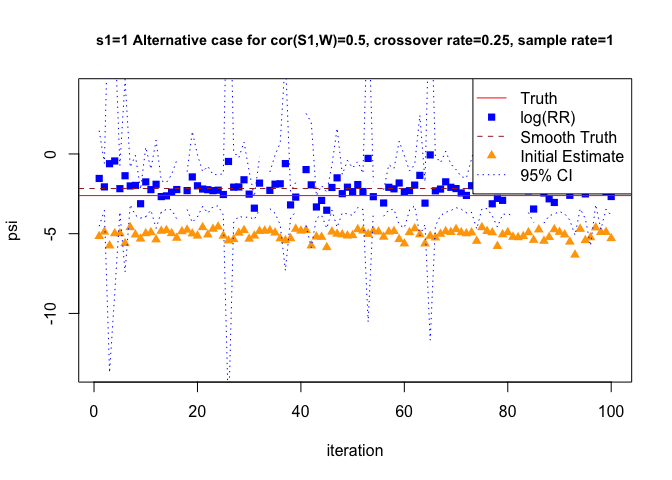 s1=1 Alternative case for cor(S1,W)=0.5, crossover rate=0.25, sample rate=1
Truth
log(RR)
Smooth Truth
Initial Estimate
95% CI
psi
0
-5
-10
0 20 40 60 80 100
iteration